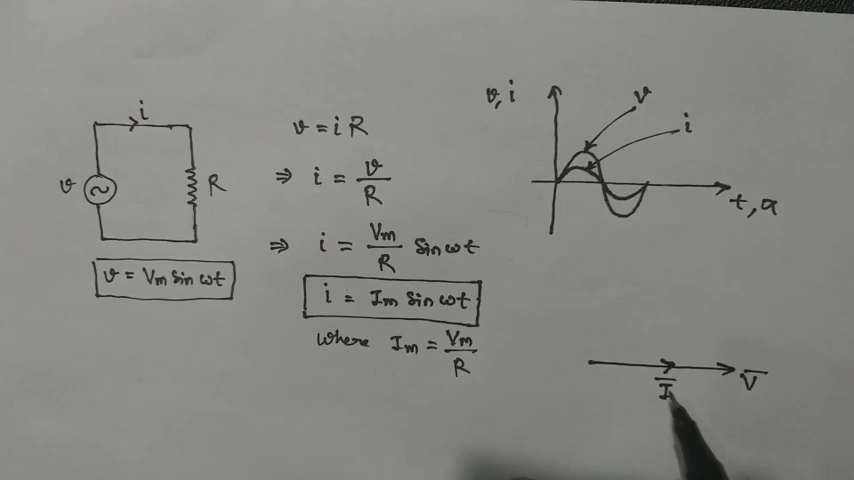 i
v
R
v = Vm sin ωt
v = i R
⇒ i = v/R
⇒ i = Vm/R sin ωt
i = Im sin ωt
where Im = Vm/R
v, i
v
i
t, α
I̅
V̅